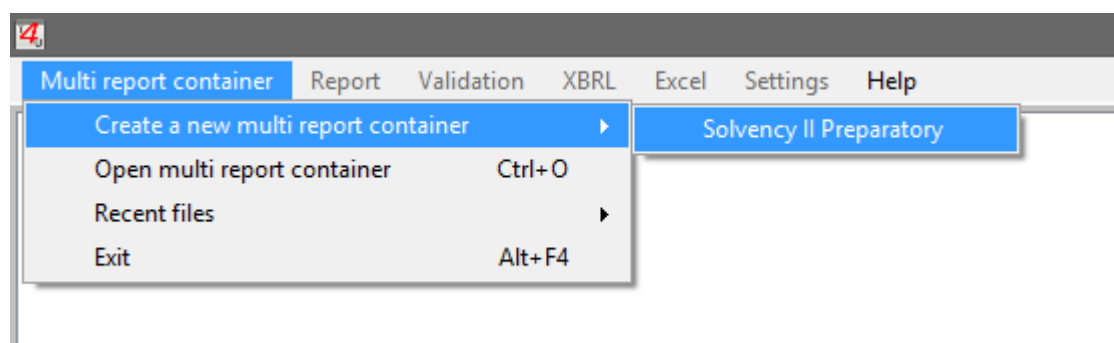 4
Multi report container Report Validation XBRL Excel Settings Help
Create a new multi report container Solvency II Preparatory
Open multi report container Ctrl+O
Recent files
Exit Alt+F4